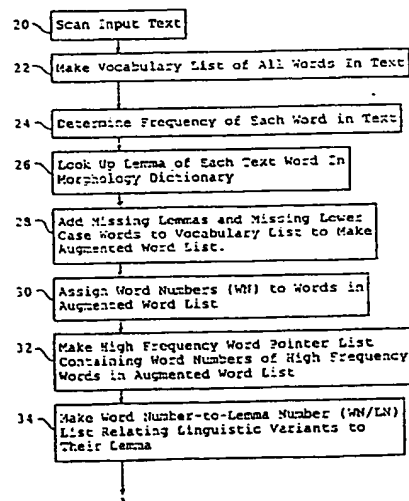 20 Scan Input Text
22 Make Vocabulary List of All Words In Text
24 Determine Frequency of Each Word in Text
26 Look Up Lemma of Each Text Word In
Morphology Dictionary
28 Add Missing Lemmas and Missing Lower
Case Words to Vocabulary List to Make
Augmented Word List.
30 Assign Word Numbers (WN) to Words in
Augmented Word List
32 Make High Frequency Word Pointer List
Containing Word Numbers of High Frequency
Words in Augmented Word List
34 Make Word Number-to-Lemma Number (WN/LN)
List Relating Linguistic Variants to
Their Lemma